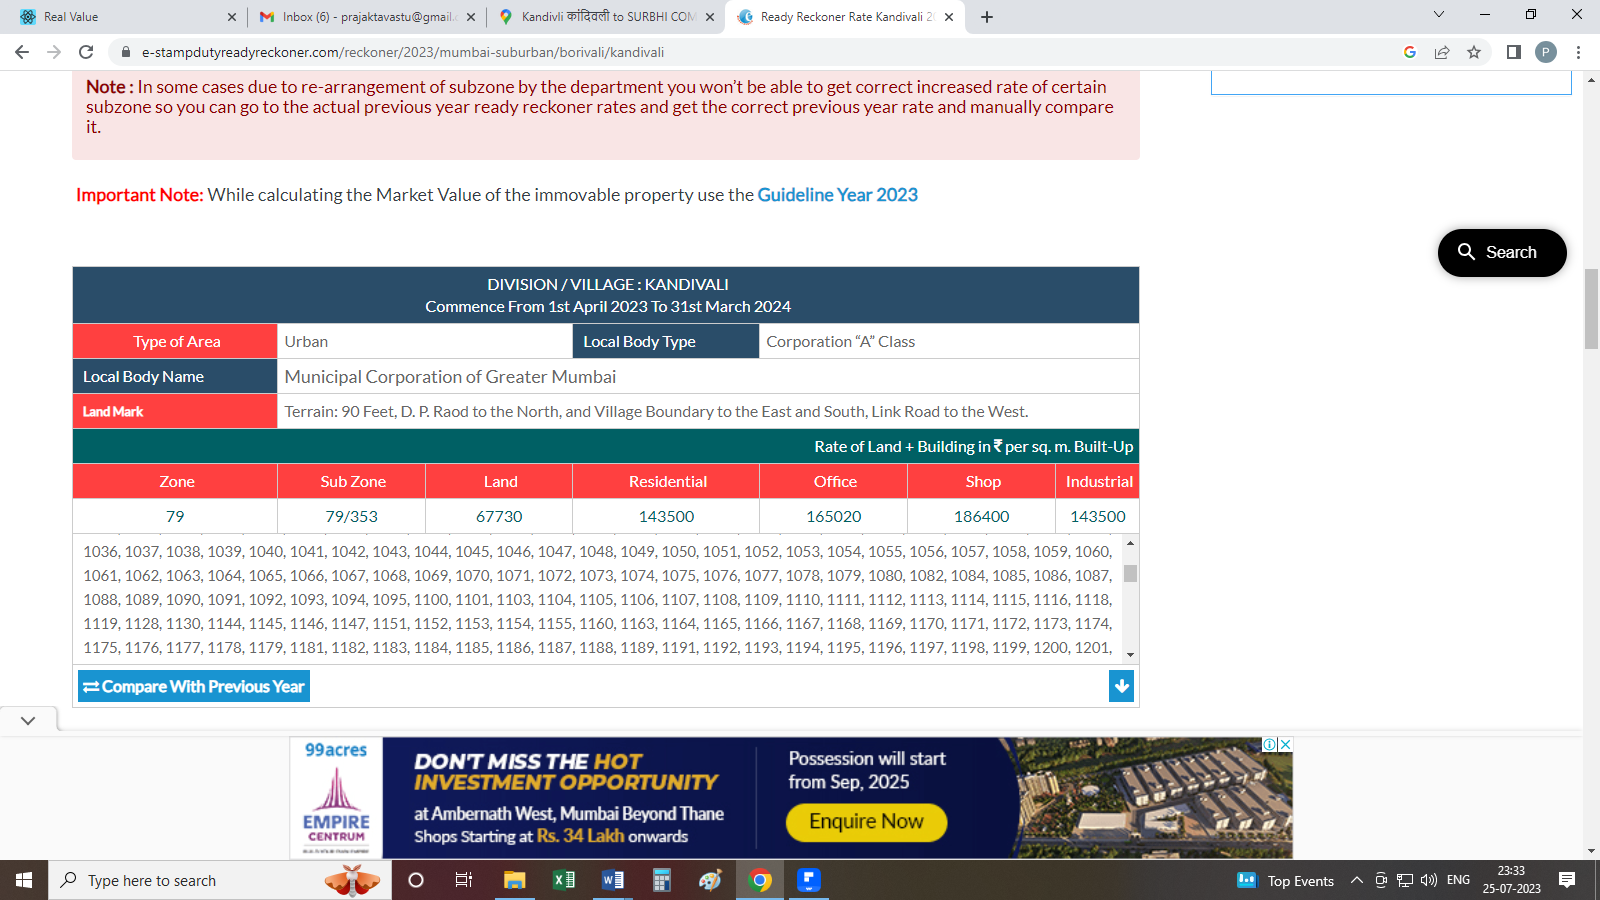 Real Value
Inbox (6) - prajaktavastu@gmail.c
Kandivli कांदिवली to SURBHI COM
Ready Reckoner Rate Kandivali 2
e-stampdutyreadyreckoner.com/reckoner/2023/mumbai-suburban/borivali/kandivali
P
Note : In some cases due to re-arrangement of subzone by the department you won't be able to get correct increased rate of certain
subzone so you can go to the actual previous year ready reckoner rates and get the correct previous year rate and manually compare
it.
Important Note: While calculating the Market Value of the immovable property use the Guideline Year 2023
Search
DIVISION / VILLAGE : KANDIVALI
Commence From 1st April 2023 To 31st March 2024
Type of Area Urban Local Body Type Corporation “A” Class
Local Body Name Municipal Corporation of Greater Mumbai
Land Mark Terrain: 90 Feet, D. P. Raod to the North, and Village Boundary to the East and South, Link Road to the West.
Rate of Land + Building in ₹ per sq. m. Built-Up
Zone Sub Zone Land Residential Office Shop Industrial
79 79/353 67730 143500 165020 186400 143500
1036, 1037, 1038, 1039, 1040, 1041, 1042, 1043, 1044, 1045, 1046, 1047, 1048, 1049, 1050, 1051, 1052, 1053, 1054, 1055, 1056, 1057, 1058, 1059, 1060,
1061, 1062, 1063, 1064, 1065, 1066, 1067, 1068, 1069, 1070, 1071, 1072, 1073, 1074, 1075, 1076, 1077, 1078, 1079, 1080, 1082, 1084, 1085, 1086, 1087,
1088, 1089, 1090, 1091, 1092, 1093, 1094, 1095, 1100, 1101, 1103, 1104, 1105, 1106, 1107, 1108, 1109, 1110, 1111, 1112, 1113, 1114, 1115, 1116, 1118,
1119, 1128, 1130, 1144, 1145, 1146, 1147, 1151, 1152, 1153, 1154, 1155, 1160, 1163, 1164, 1165, 1166, 1167, 1168, 1169, 1170, 1171, 1172, 1173, 1174,
1175, 1176, 1177, 1178, 1179, 1181, 1182, 1183, 1184, 1185, 1186, 1187, 1188, 1189, 1191, 1192, 1193, 1194, 1195, 1196, 1197, 1198, 1199, 1200, 1201,
Compare With Previous Year
99acres
EMPIRE
CENTRUM
DON'T MISS THE HOT
INVESTMENT OPPORTUNITY
at Ambernath West, Mumbai Beyond Thane
Shops Starting at Rs. 34 Lakh onwards
Possession will start
from Sep, 2025
Enquire Now
Type here to search
Top Events
ENG
23:33
25-07-2023